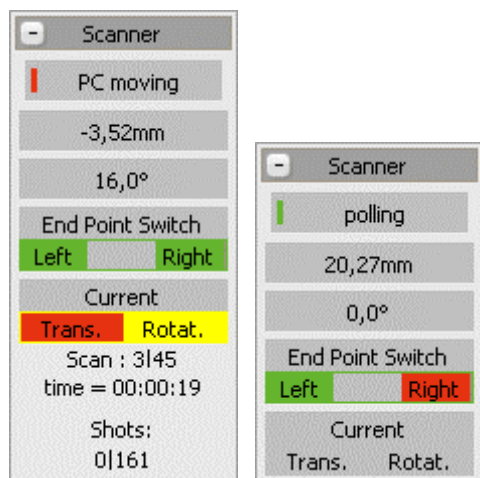 Scanner
PC moving
-3,52mm
16,0°
End Point Switch
Left Right
Current
Trans. Rotat.
Scan : 3|45
time = 00:00:19
Shots:
0|161
Scanner
polling
20,27mm
0,0°
End Point Switch
Left Right
Current
Trans. Rotat.